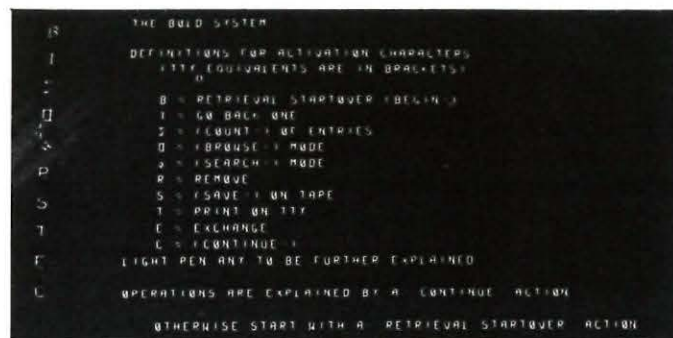 THE BOLD SYSTEM
DEFINITIONS FOR ACTIVATION CHARACTERS
(TTY EQUIVALENTS ARE IN BRACKETS)
B = RETRIEVAL STARTOVER (BEGIN )
= GO BACK ONE
= (COUNT ) OF ENTRIES
= (BROWSE ) MODE
= (SEARCH ) MODE
R = REMOVE
S = (SAVE ) ON TAPE
T = PRINT ON TTY
E = EXCHANGE
C = (CONTINUE )
LIGHT PEN ANY TO BE FURTHER EXPLAINED
OPERATIONS ARE EXPLAINED BY A CONTINUE ACTION
OTHERWISE START WITH A RETRIEVAL STARTOVER ACTION
B
P
S
T
E
C